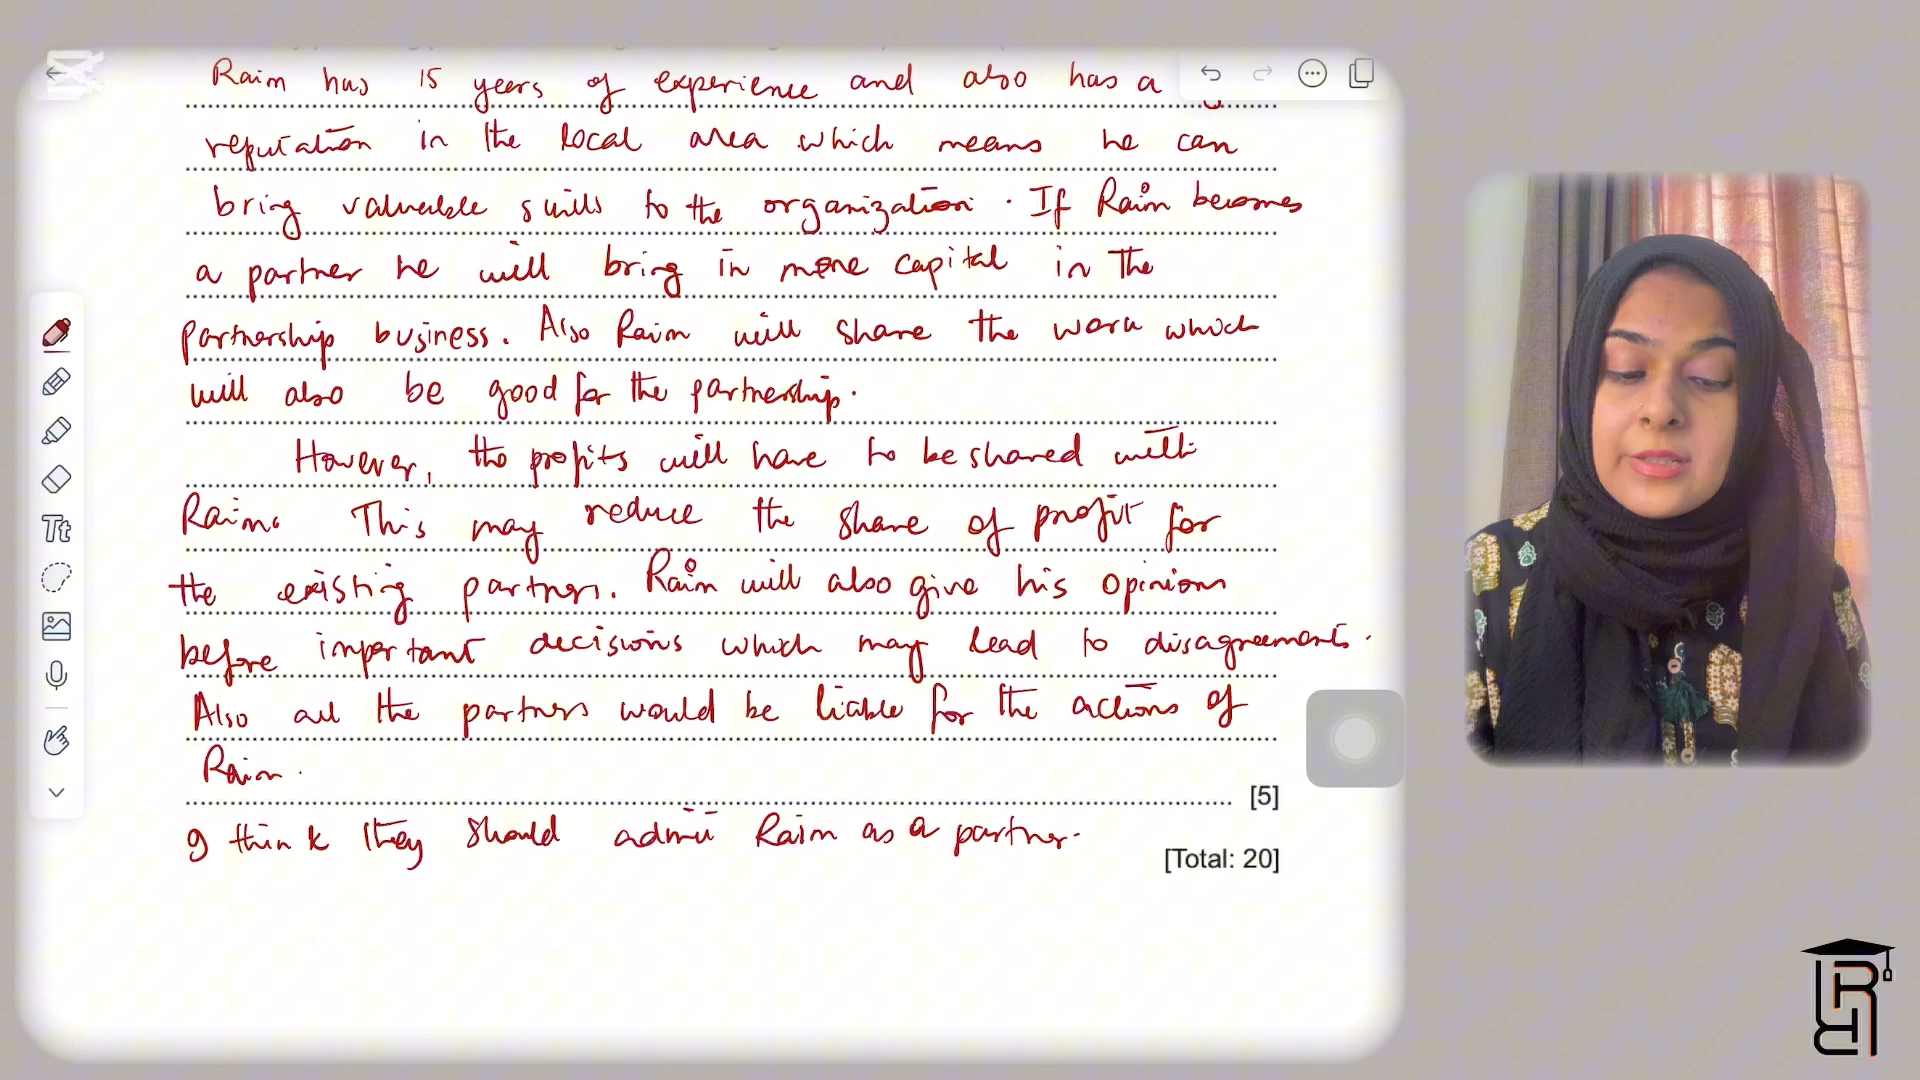 Raim has 15 years of experience and also has a
reputation in the local area which means he can
bring valuable skills to the organization. If Raim becomes
a partner he will bring in more capital in the
partnership business. Also Raim will share the work which
will also be good for the partnership.
However, the profits will have to be shared with
Raim. This may reduce the share of profit for
the existing partners. Raim will also give his opinion
before important decisions which may lead to disagreements.
Also all the partners would be liable for the actions of
Raim.
[5]
I think they should admit Raim as a partner.
[Total: 20]
Tt